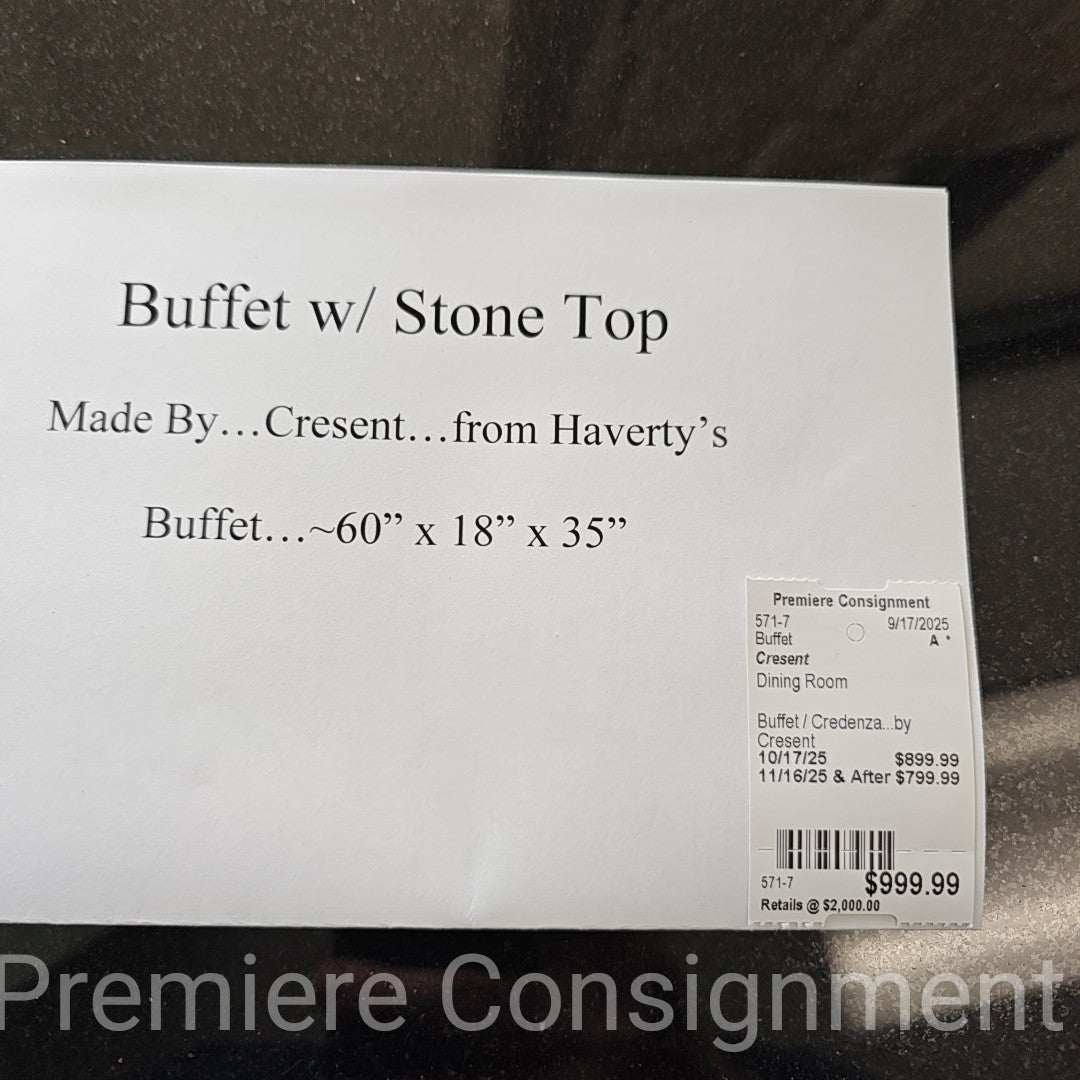 Buffet w/ Stone Top
Made By…Cresent…from Haverty’s
Buffet…~60” x 18” x 35”
Premiere Consignment
571-7 9/17/2025
Buffet A *
Cresent
Dining Room
Buffet / Credenza...by
Cresent
10/17/25 $899.99
11/16/25 & After $799.99
571-7 $999.99
Retails @ $2,000.00
Premiere Consignment